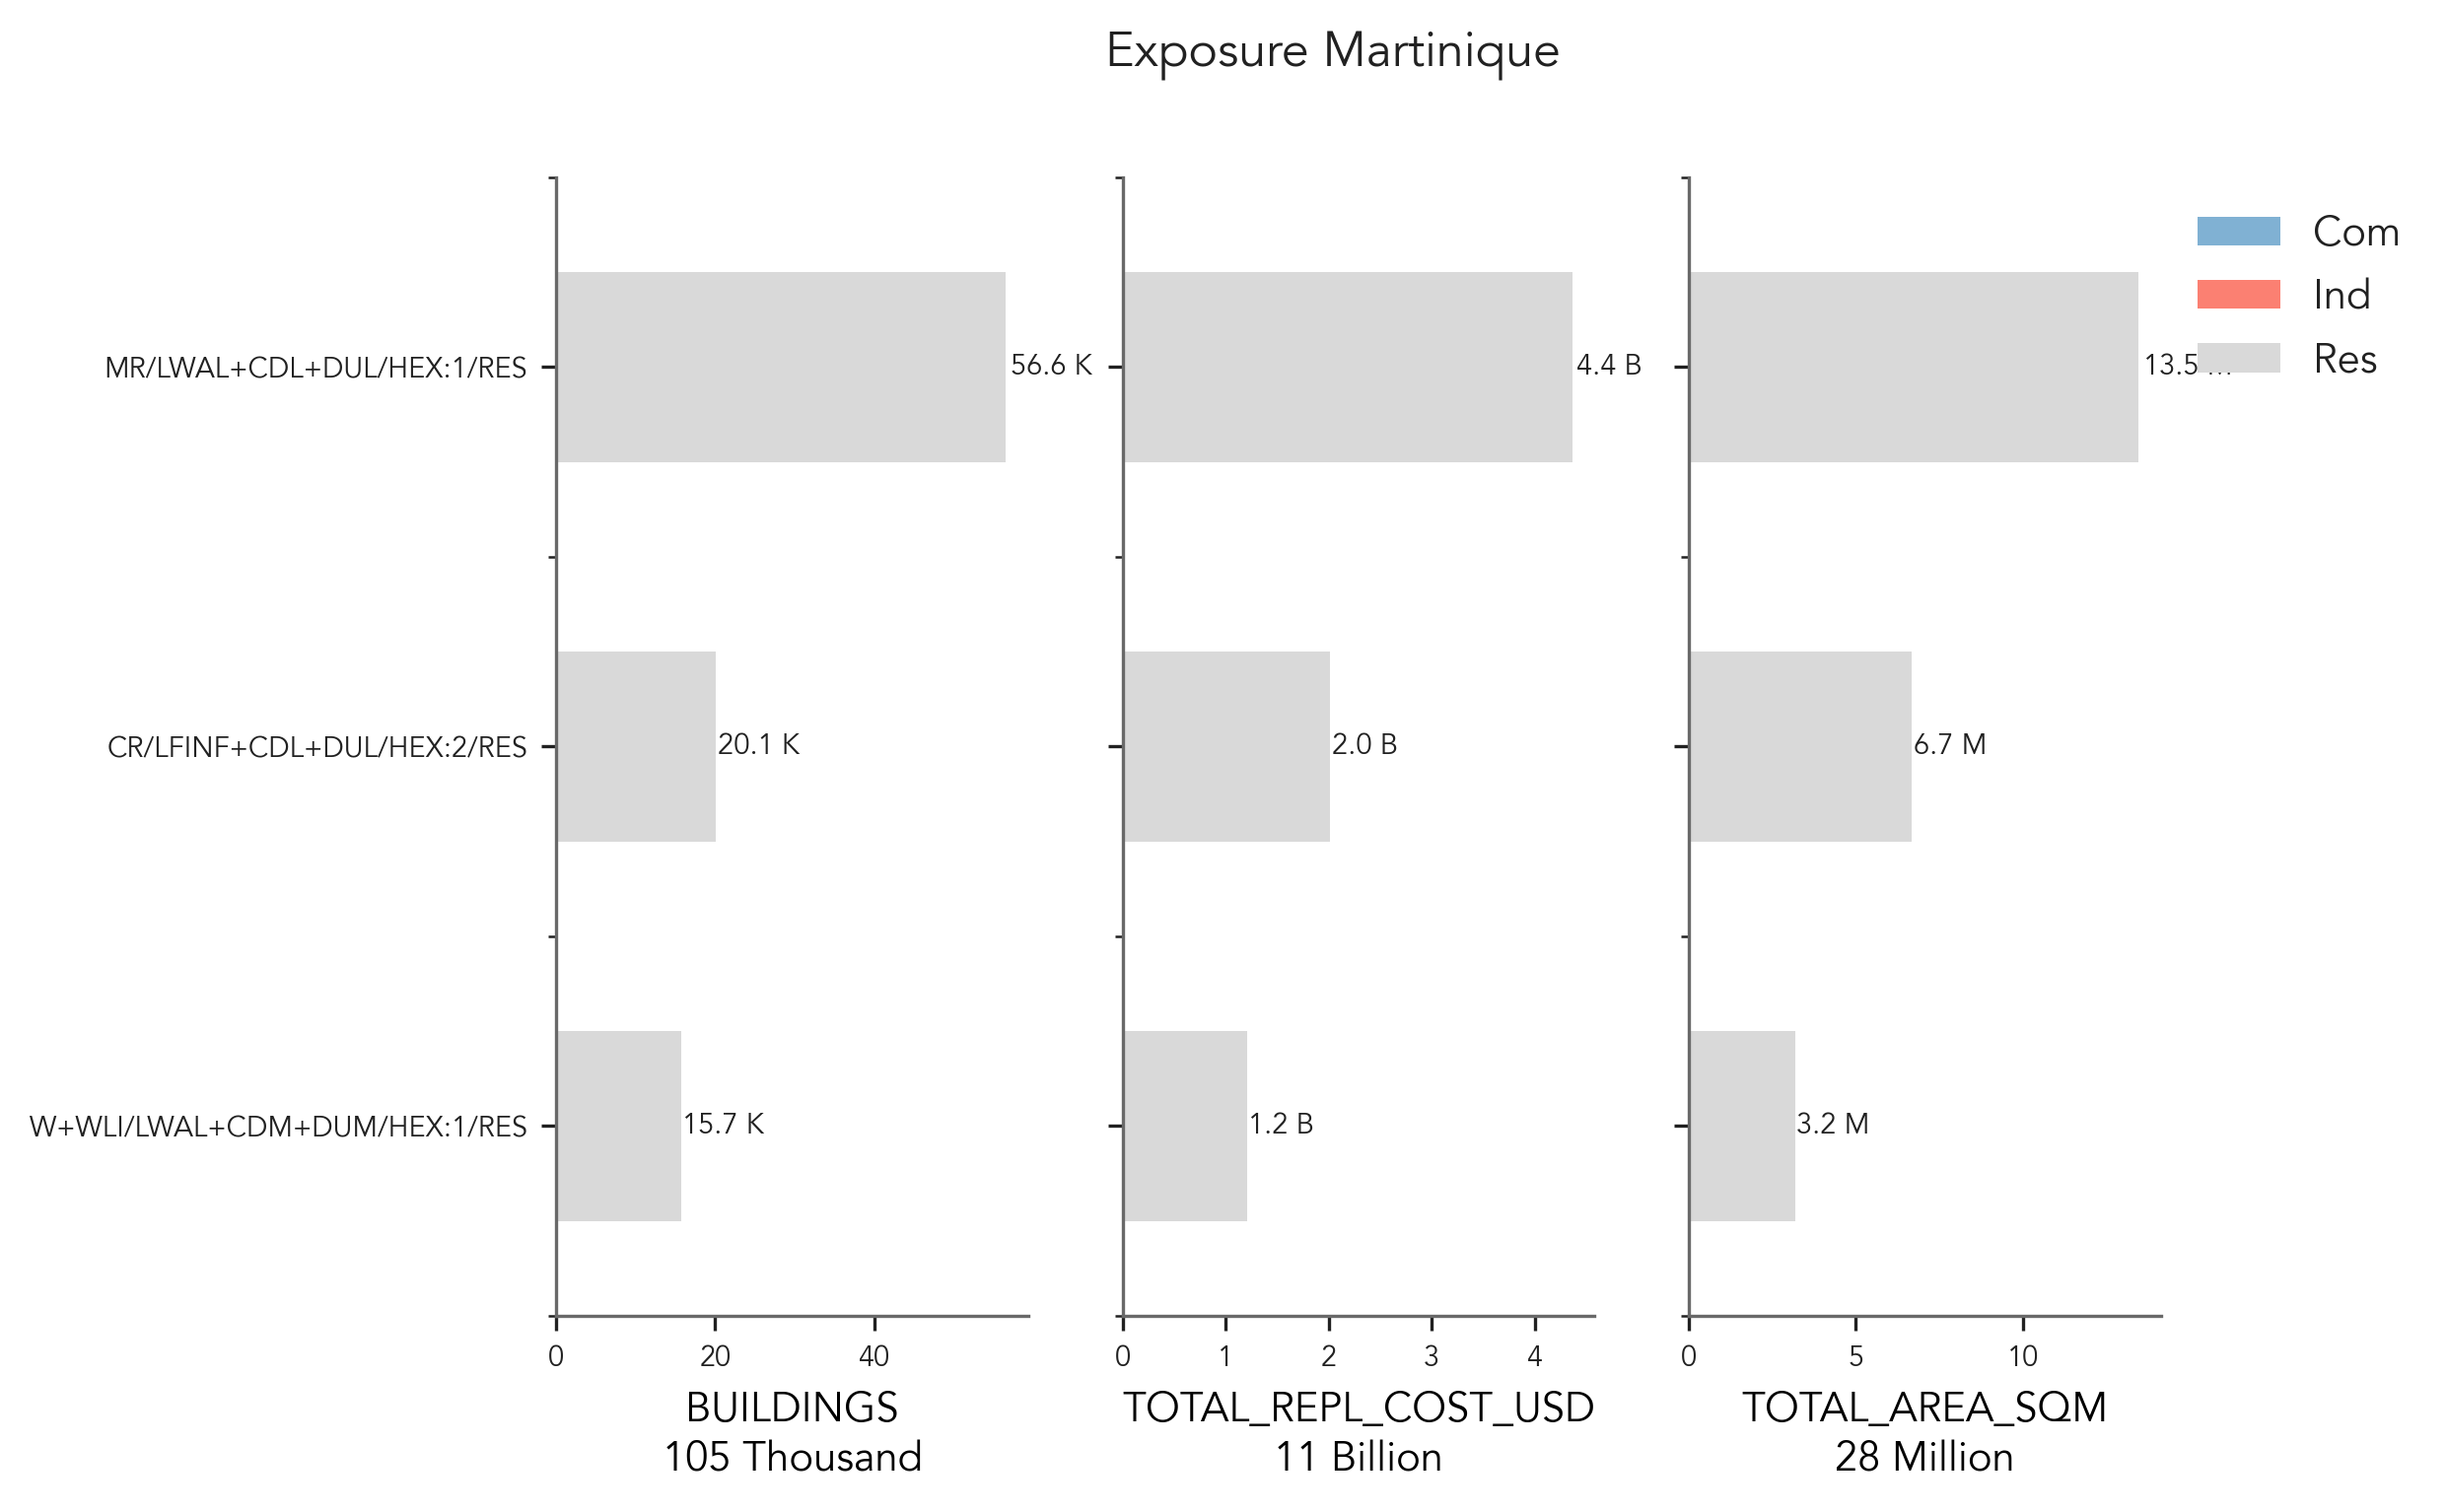 Exposure Martinique
Com
Ind
Res
MR/LWAL+CDL+DUL/HEX:1/RES
56.6 K
4.4 B
13.5
CR/LFINF+CDL+DUL/HEX:2/RES
20.1 K
2.0 B
6.7 M
W+WLI/LWAL+CDM+DUM/HEX:1/RES
15.7 K
1.2 B
3.2 M
0 20 40
0 1 2 3 4
0 5 10
BUILDINGS
105 Thousand
TOTAL_REPL_COST_USD
11 Billion
TOTAL_AREA_SQM
28 Million